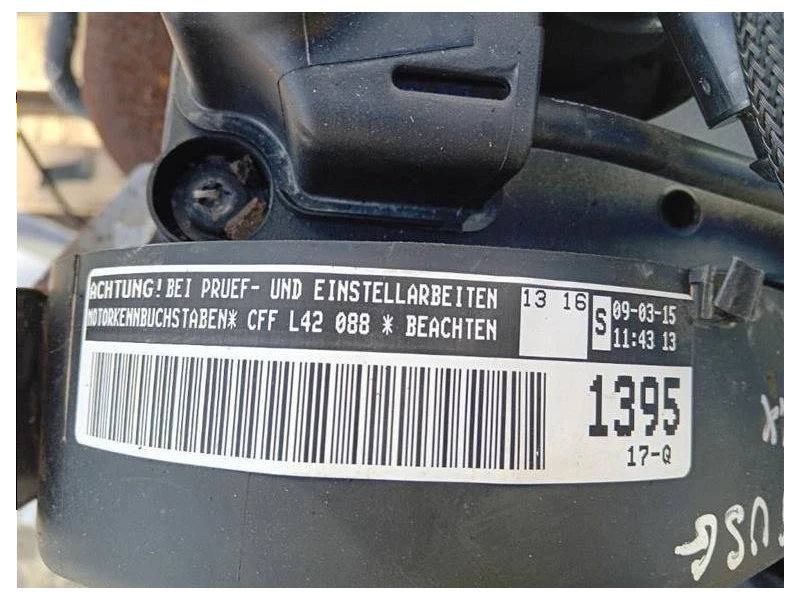 ACHTUNG! BEI PRUEF- UND EINSTELLARBEITEN
MOTORKENNBUCHSTABEN* CFF L42 088 * BEACHTEN
13 16
S
09-03-15
11:43 13
1395
17-Q